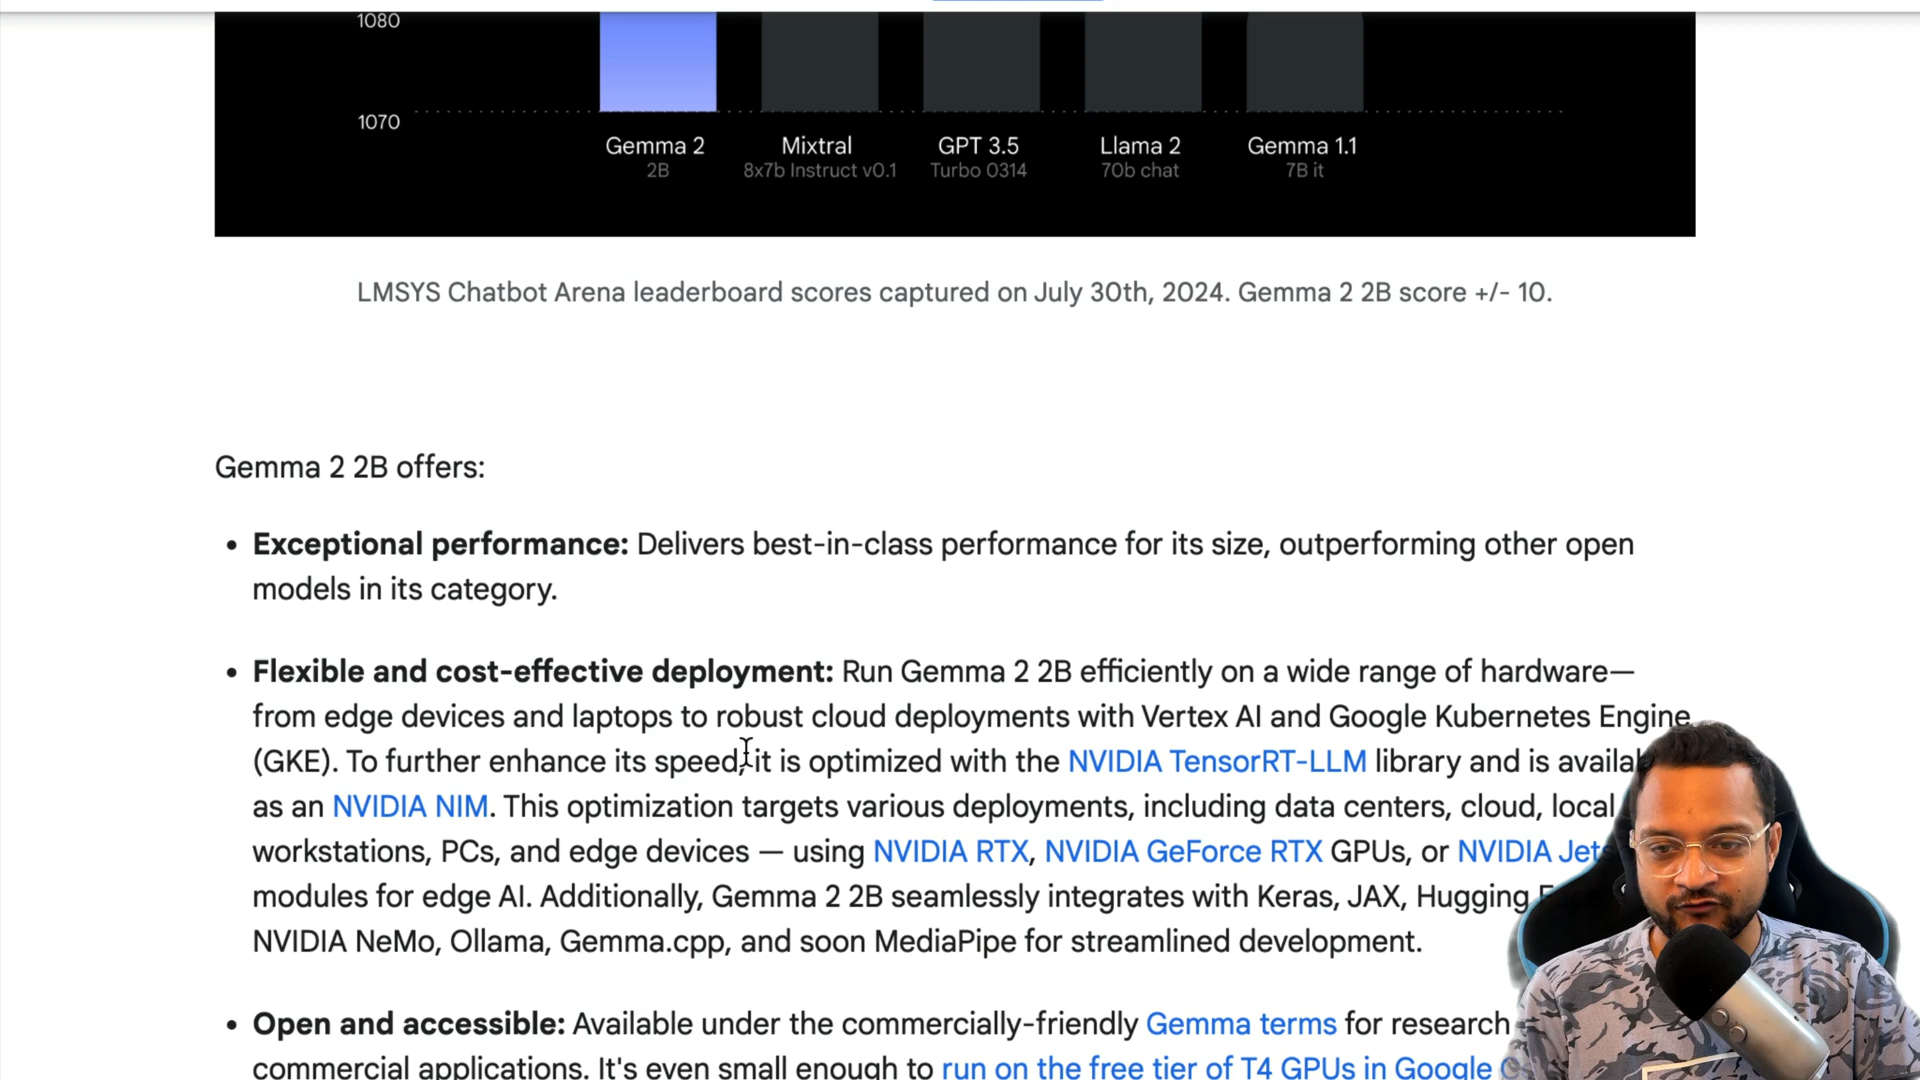 1080
1070
Gemma 2 Mixtral GPT 3.5 Llama 2 Gemma 1.1
2B 8x7b Instruct v0.1 Turbo 0314 70b chat 7B it
LMSYS Chatbot Arena leaderboard scores captured on July 30th, 2024. Gemma 2 2B score +/- 10.
Gemma 2 2B offers:
• Exceptional performance: Delivers best-in-class performance for its size, outperforming other open
models in its category.
• Flexible and cost-effective deployment: Run Gemma 2 2B efficiently on a wide range of hardware—
from edge devices and laptops to robust cloud deployments with Vertex AI and Google Kubernetes Engine
(GKE). To further enhance its speed, it is optimized with the NVIDIA TensorRT-LLM library and is
as an NVIDIA NIM. This optimization targets various deployments, including data centers, cloud, local
workstations, PCs, and edge devices — using NVIDIA RTX, NVIDIA GeForce RTX GPUs, or NVIDIA
modules for edge AI. Additionally, Gemma 2 2B seamlessly integrates with Keras, JAX, Hugging
NVIDIA NeMo, Ollama, Gemma.cpp, and soon MediaPipe for streamlined development.
• Open and accessible: Available under the commercially-friendly Gemma terms for research
commercial applications. It's even small enough to run on the free tier of T4 GPUs in Google